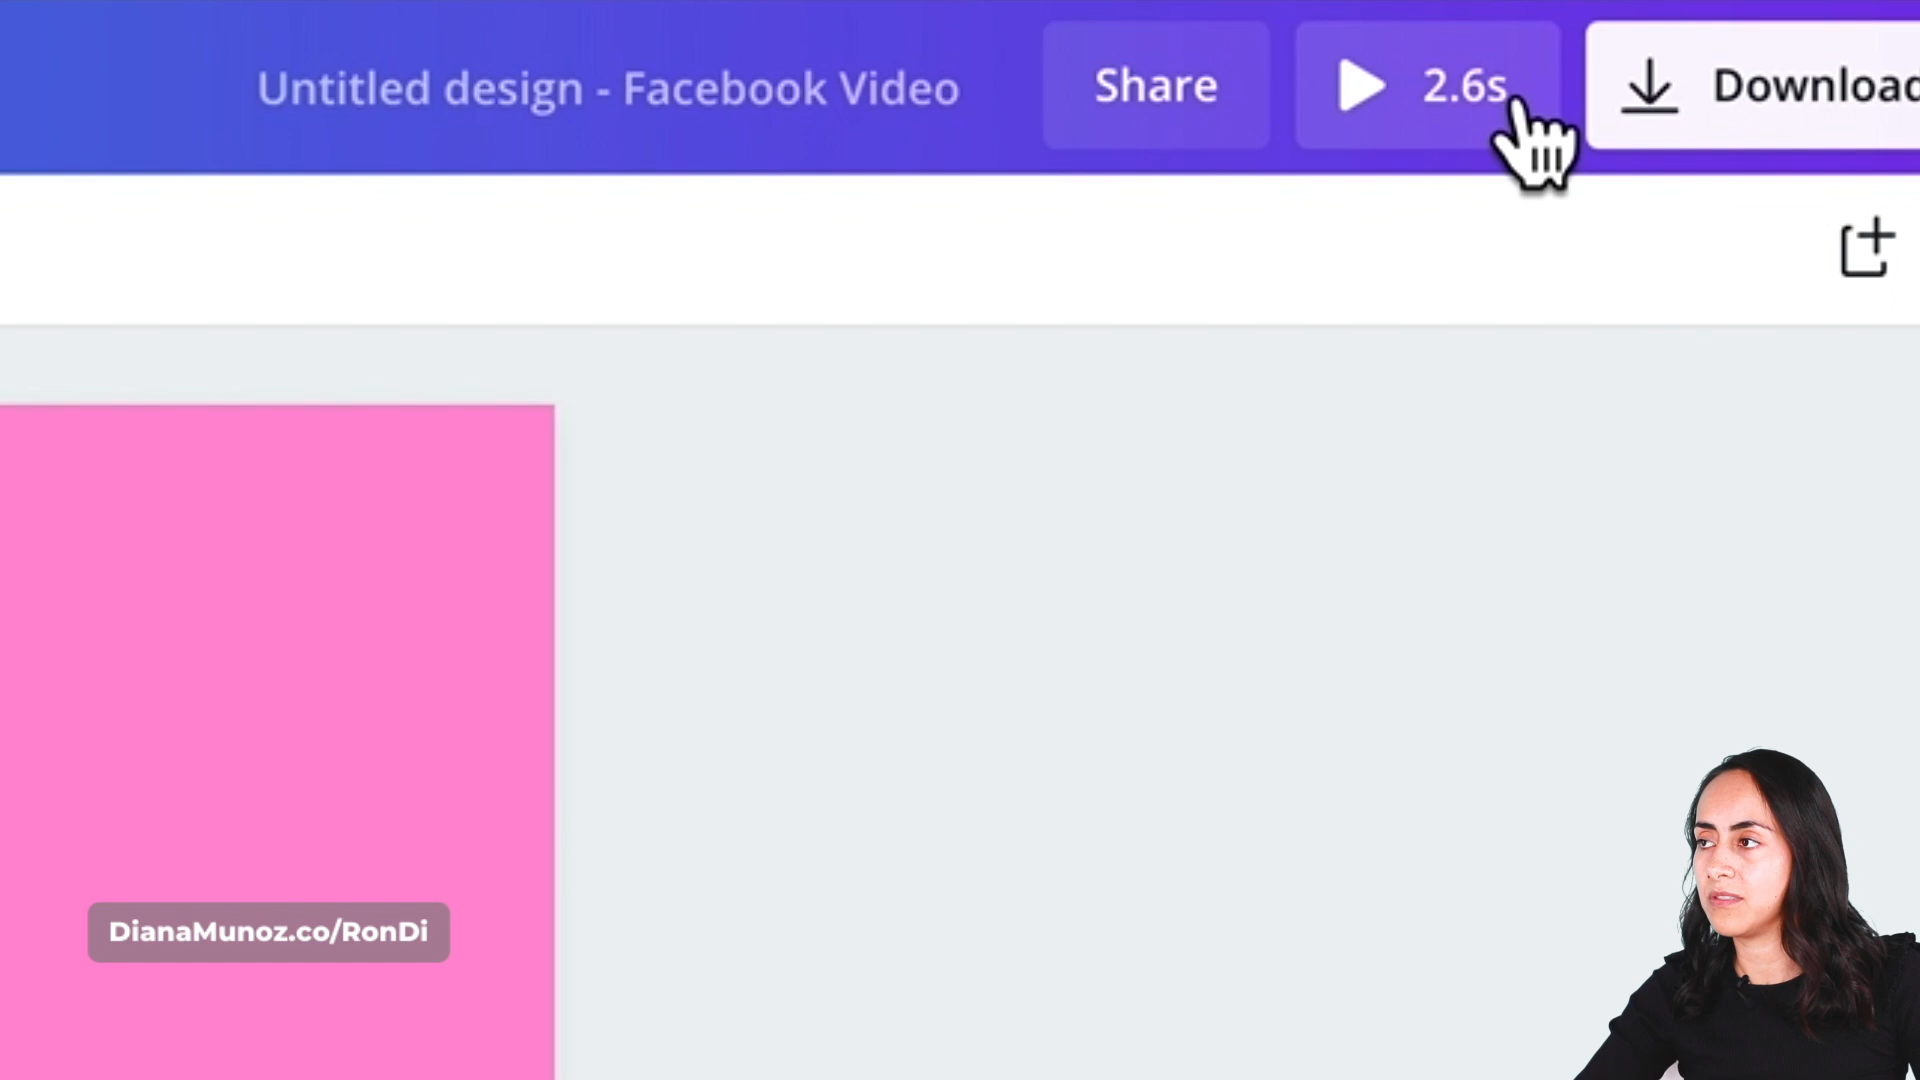 Untitled design - Facebook Video
Share
2.6s
Download
DianaMunoz.co/RonDi